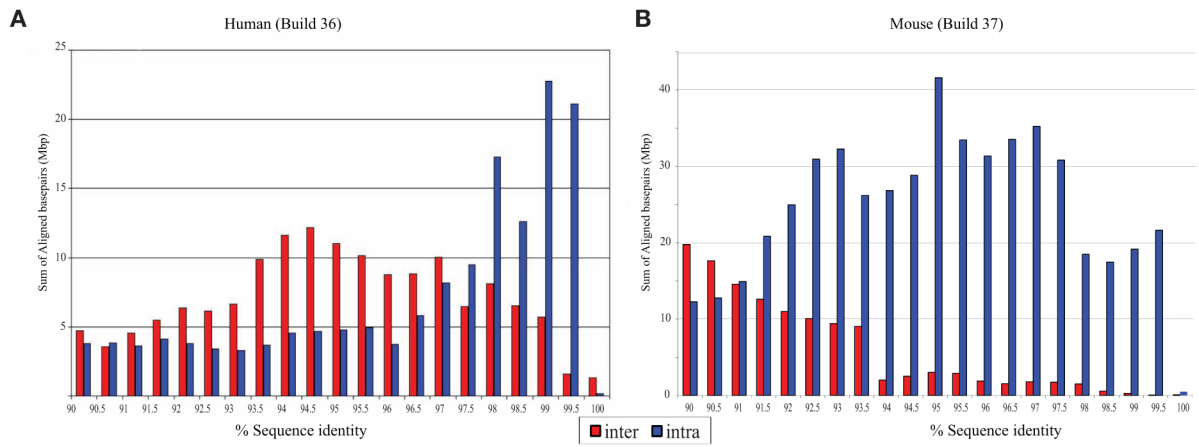 A
Human (Build 36)
25
20
15
10
5
Sum of Aligned basepairs (Mbp)
90 90.5 91 91.5 92 92.5 93 93.5 94 94.5 95 95.5 96 96.5 97 97.5 98 98.5 99 99.5 100
% Sequence identity
B
Mouse (Build 37)
40
30
20
10
0
Sum of Aligned basepairs (Mbp)
90 90.5 91 91.5 92 92.5 93 93.5 94 94.5 95 95.5 96 96.5 97 97.5 98 98.5 99 99.5 100
% Sequence identity
inter intra